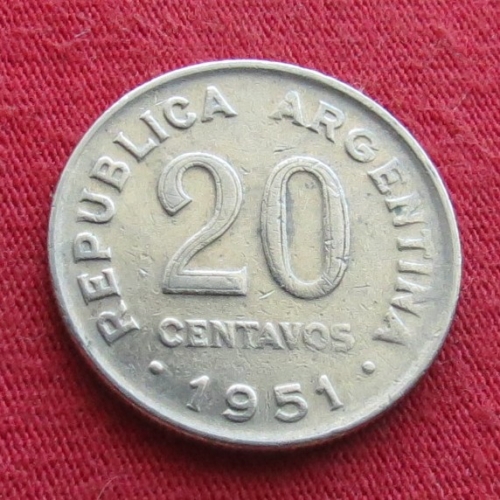 REPUBLICA ARGENTINA
20
CENTAVOS
• 1951 •